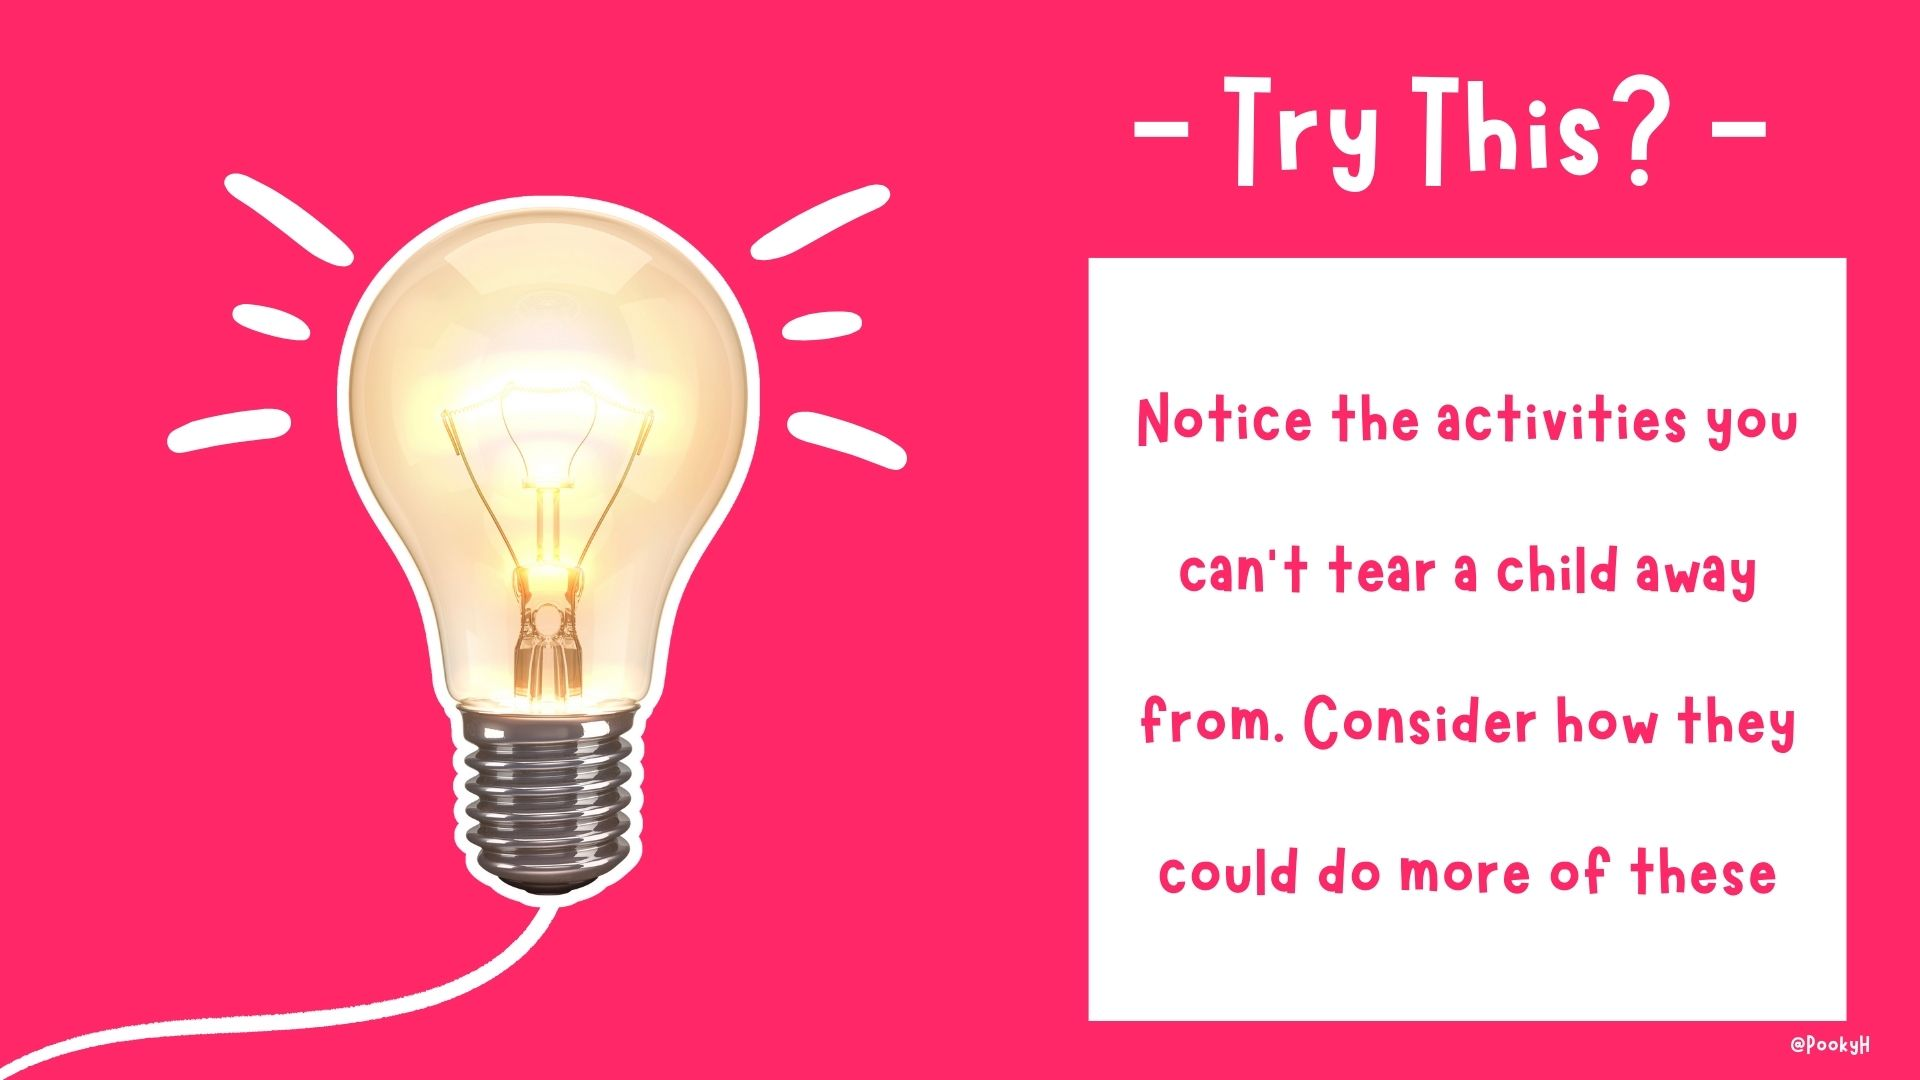 - Try This? -
Notice the activities you
can't tear a child away
from. Consider how they
could do more of these
@PookyH